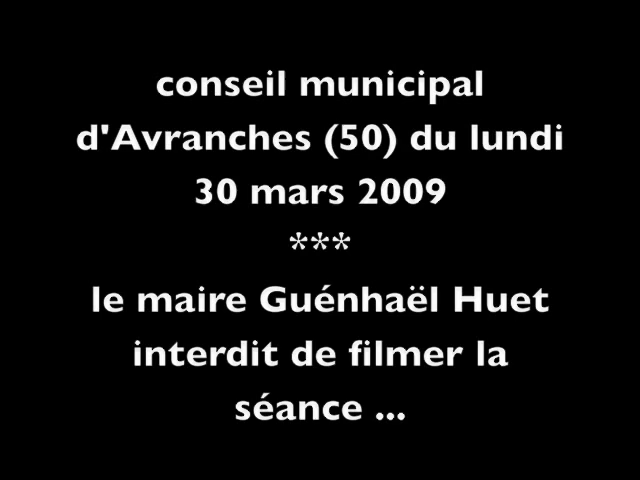 conseil municipal
d'Avranches (50) du lundi
30 mars 2009
***
le maire Guénhaël Huet
interdit de filmer la
séance ...